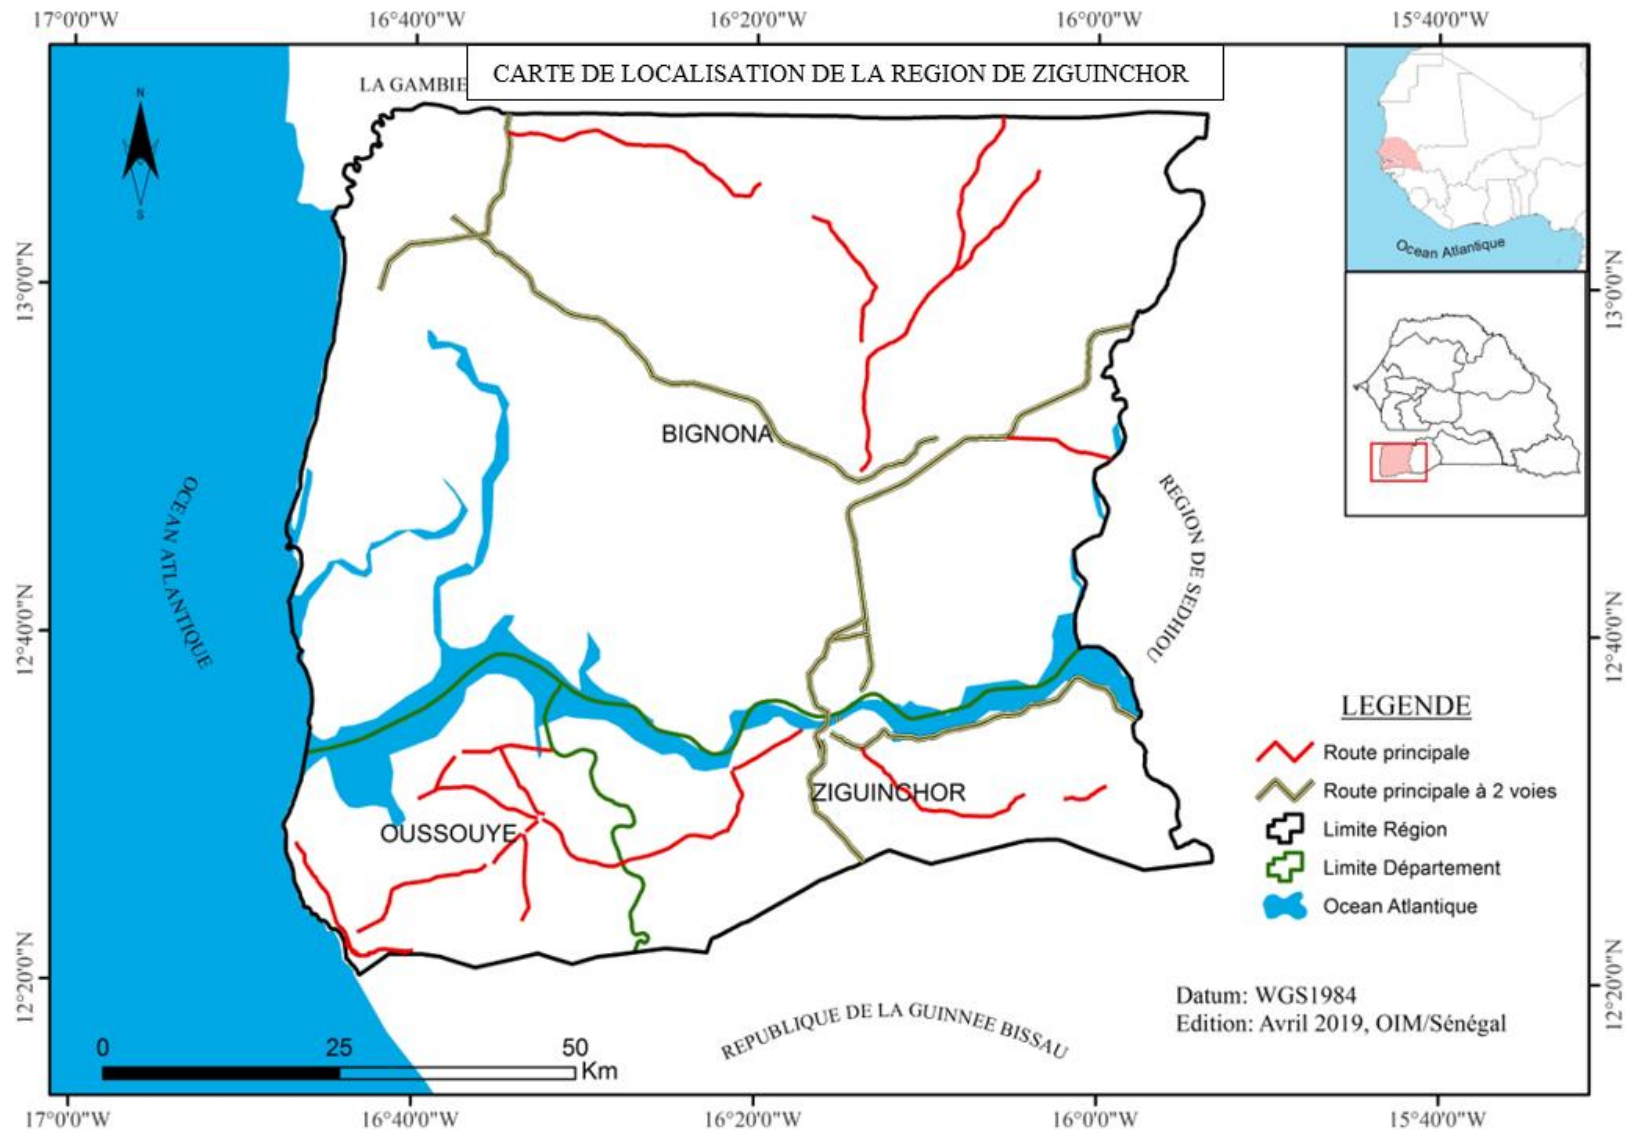 17°0'0"W
16°40'0"W
16°20'0"W
16°0'0"W
15°40'0"W
CARTE DE LOCALISATION DE LA REGION DE ZIGUINCHOR
LA GAMBIE
N
S
Ocean Atlantique
13°0'0"N
13°0'0"N
BIGNONA
OCEAN ATLANTIQUE
REGION DE SEDHIOU
12°40'0"N
12°40'0"N
ZIGUINCHOR
OUSSOUYE
LEGENDE
Route principale
Route principale à 2 voies
Limite Région
Limite Département
Ocean Atlantique
12°20'0"N
12°20'0"N
Datum: WGS1984
Edition: Avril 2019, OIM/Sénégal
REPUBLIQUE DE LA GUINNEE BISSAU
0 25 50
Km
17°0'0"W
16°40'0"W
16°20'0"W
16°0'0"W
15°40'0"W